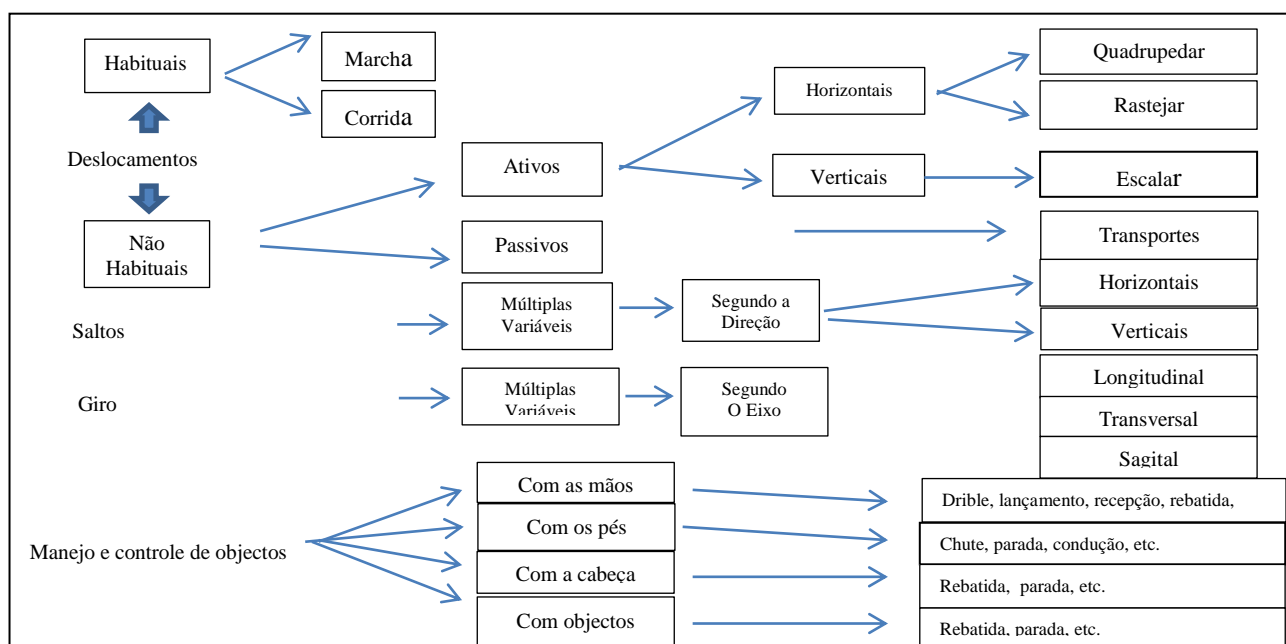 Habituais
Marcha
Corrida
Deslocamentos
Não
Habituais
Ativos
Passivos
Horizontais
Verticais
Quadrupedar
Rastejar
Escalar
Transportes
Saltos
Múltiplas
Variáveis
Segundo a
Direção
Horizontais
Verticais
Giro
Múltiplas
Variáveis
Segundo
O Eixo
Longitudinal
Transversal
Sagital
Manejo e controle de objectos
Com as mãos
Drible, lançamento, recepção, rebatida,
Com os pés
Chute, parada, condução, etc.
Com a cabeça
Rebatida, parada, etc.
Com objectos
Rebatida, parada, etc.